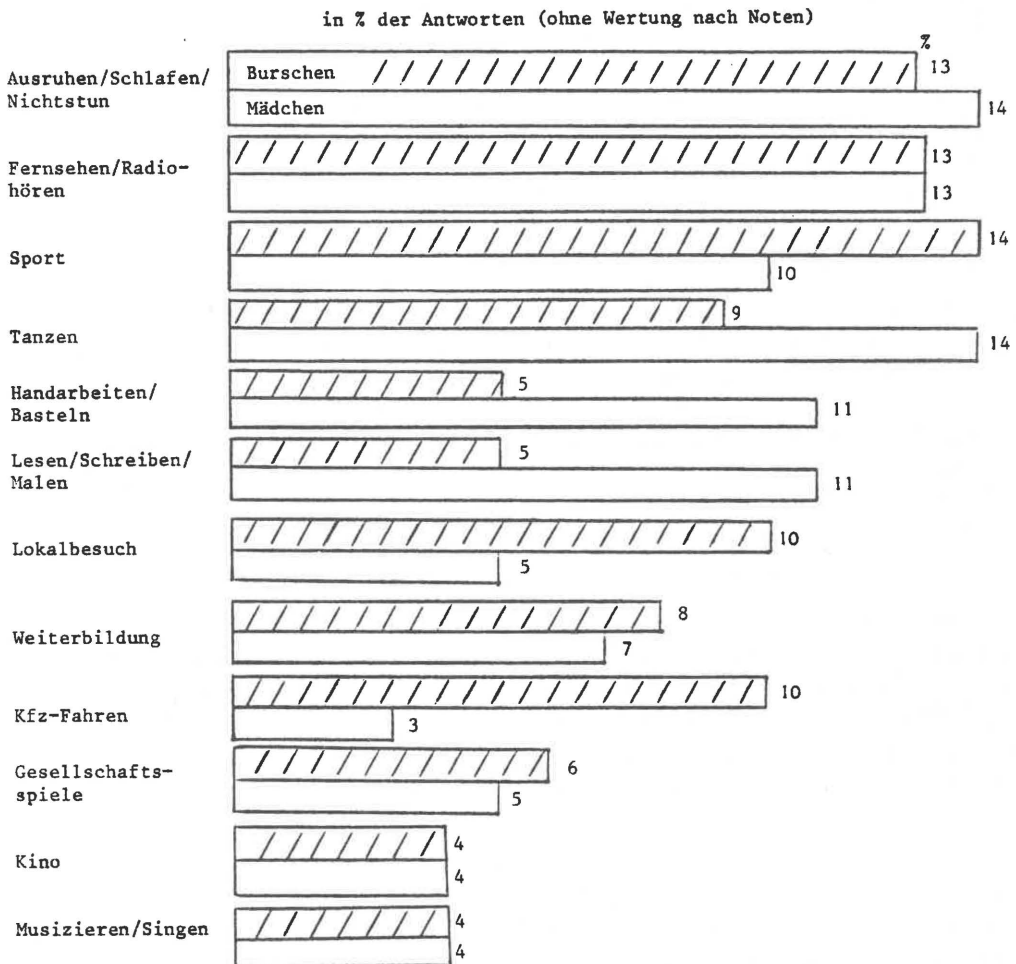 in % der Antworten (ohne Wertung nach Noten)
%
Ausruhen/Schlafen/
Nichtstun
Burschen
13
Mädchen
14
Fernsehen/Radio-
hören
13
13
Sport
14
10
Tanzen
9
14
Handarbeiten/
Basteln
5
11
Lesen/Schreiben/
Malen
5
11
Lokalbesuch
10
5
Weiterbildung
8
7
Kfz-Fahren
10
3
Gesellschafts-
spiele
6
5
Kino
4
4
Musizieren/Singen
4
4